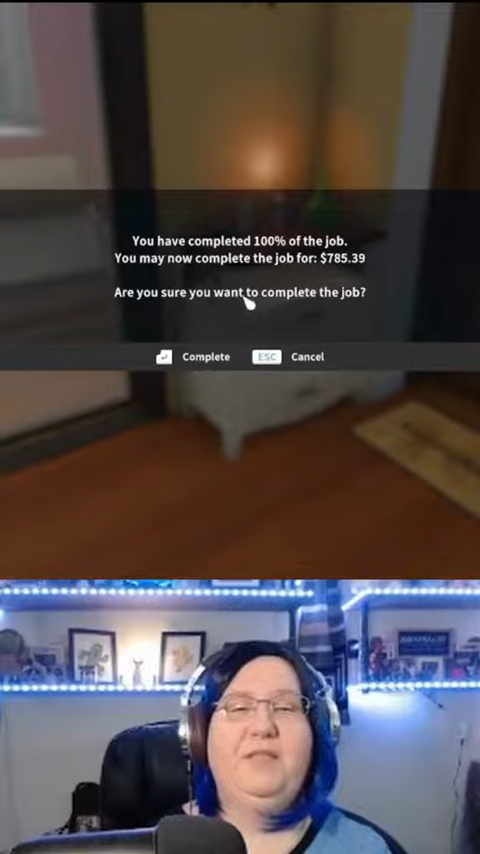 You have completed 100% of the job.
You may now complete the job for: $785.39
Are you sure you want to complete the job?
Complete ESC Cancel